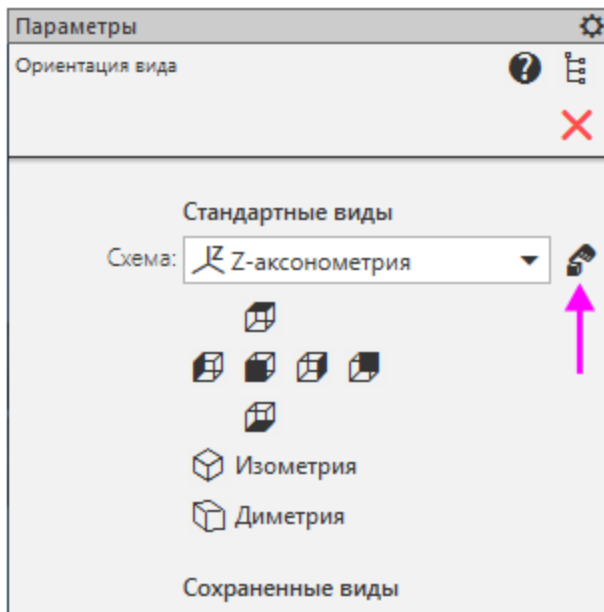 Параметры
Ориентация вида
Стандартные виды
Схема: Z-аксонометрия
Изометрия
Диметрия
Сохраненные виды